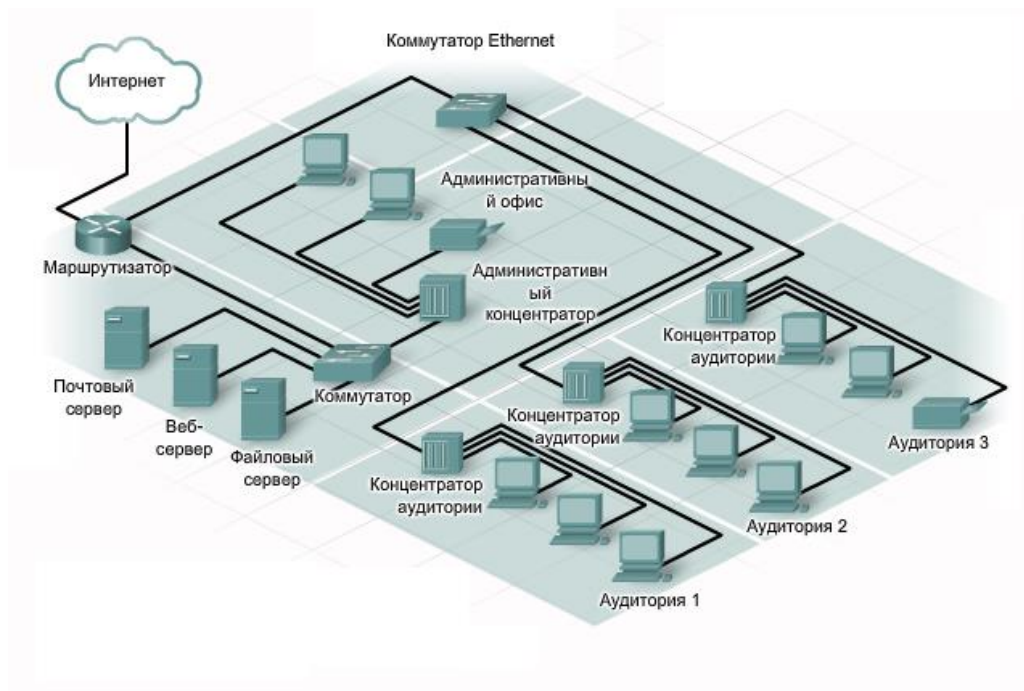 Коммутатор Ethernet
Интернет
Административны
й офис
Маршрутизатор
Административн
ый
концентратор
Концентратор
аудитории
Почтовый
сервер
Веб-
сервер
Файловый
сервер
Коммутатор
Концентратор
аудитории
Аудитория 3
Концентратор
аудитории
Аудитория 2
Аудитория 1